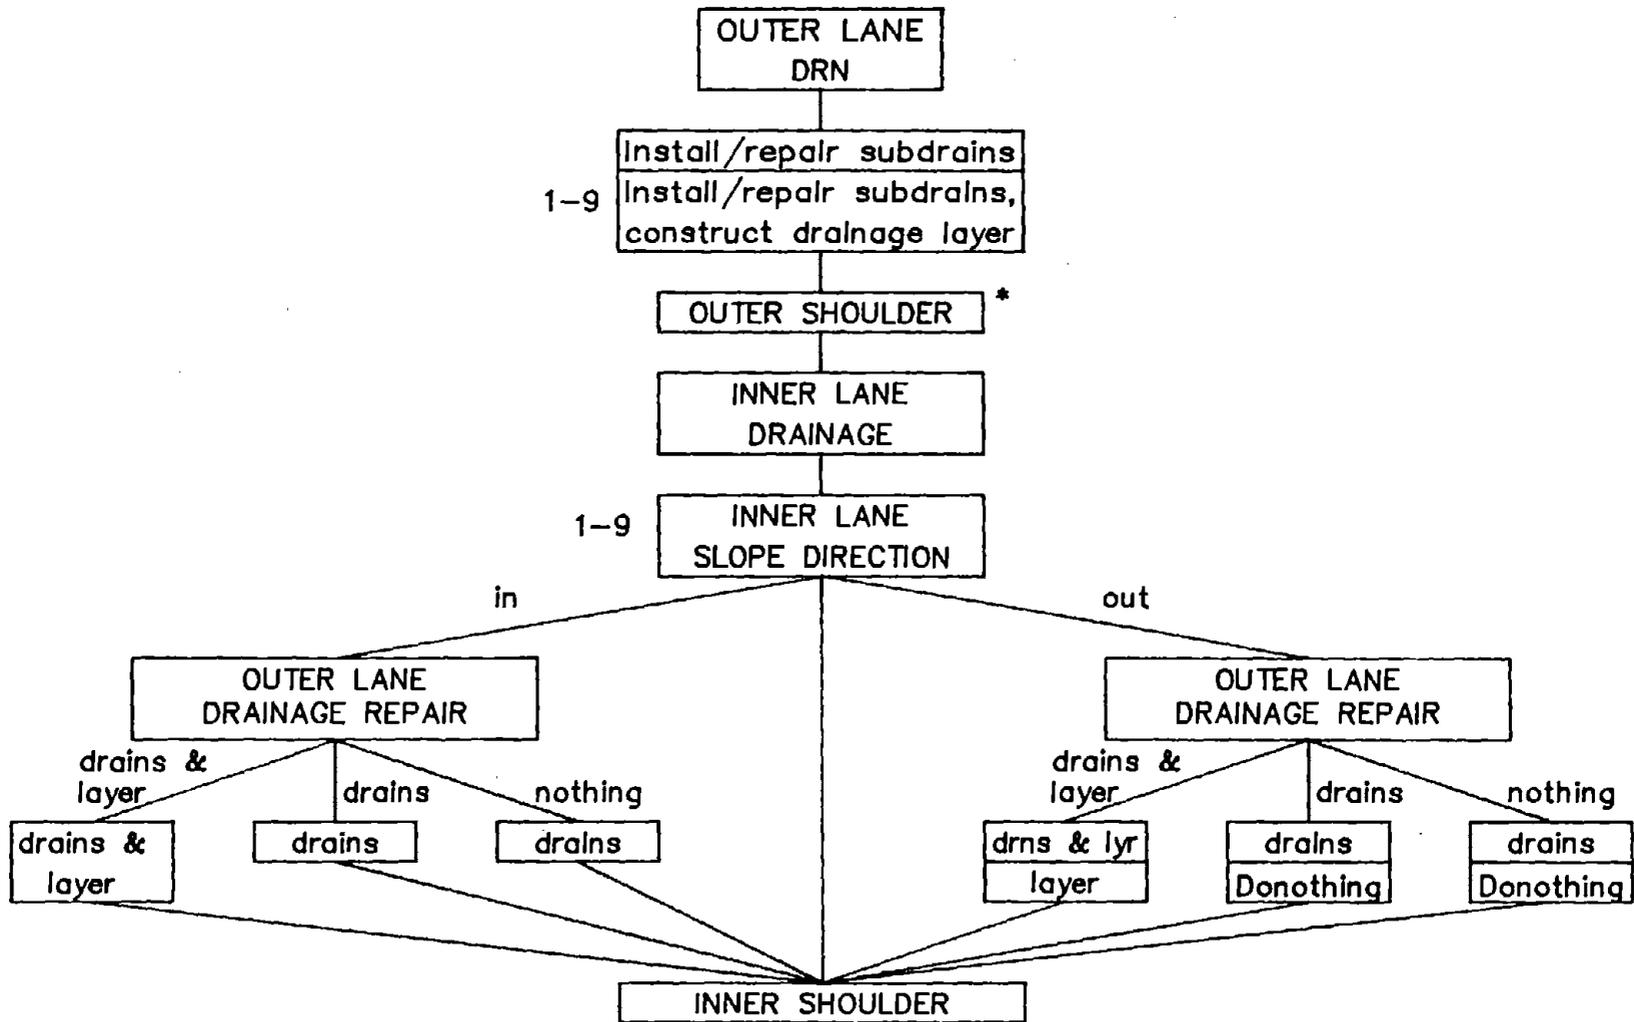 OUTER LANE
DRN
Install/repair subdrains
1-9
Install/repair subdrains,
construct drainage layer
OUTER SHOULDER *
INNER LANE
DRAINAGE
1-9
INNER LANE
SLOPE DIRECTION
in
out
OUTER LANE
DRAINAGE REPAIR
OUTER LANE
DRAINAGE REPAIR
drains &
layer
drains
nothing
drains &
layer
drains
nothing
drains &
layer
drains
drains
drns & lyr
layer
drains
Donothing
drains
Donothing
INNER SHOULDER